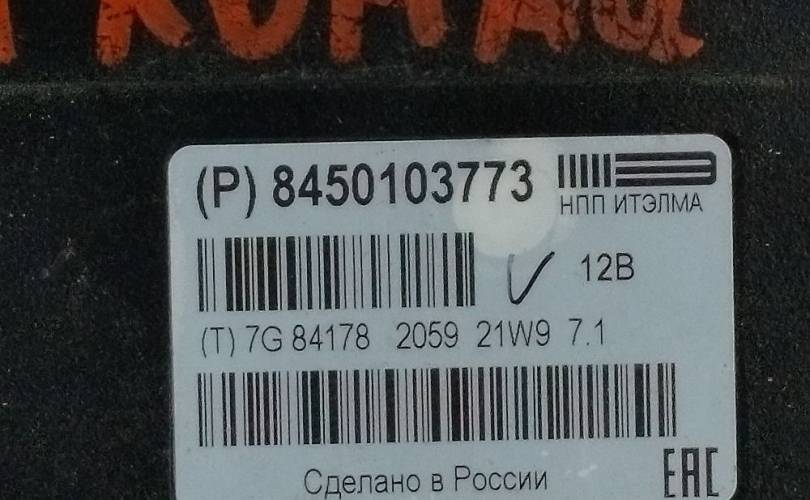 (P) 8450103773
НПП ИТЭЛМА
12В
(T) 7G 84178 2059 21W9 7.1
Сделано в России
EAC